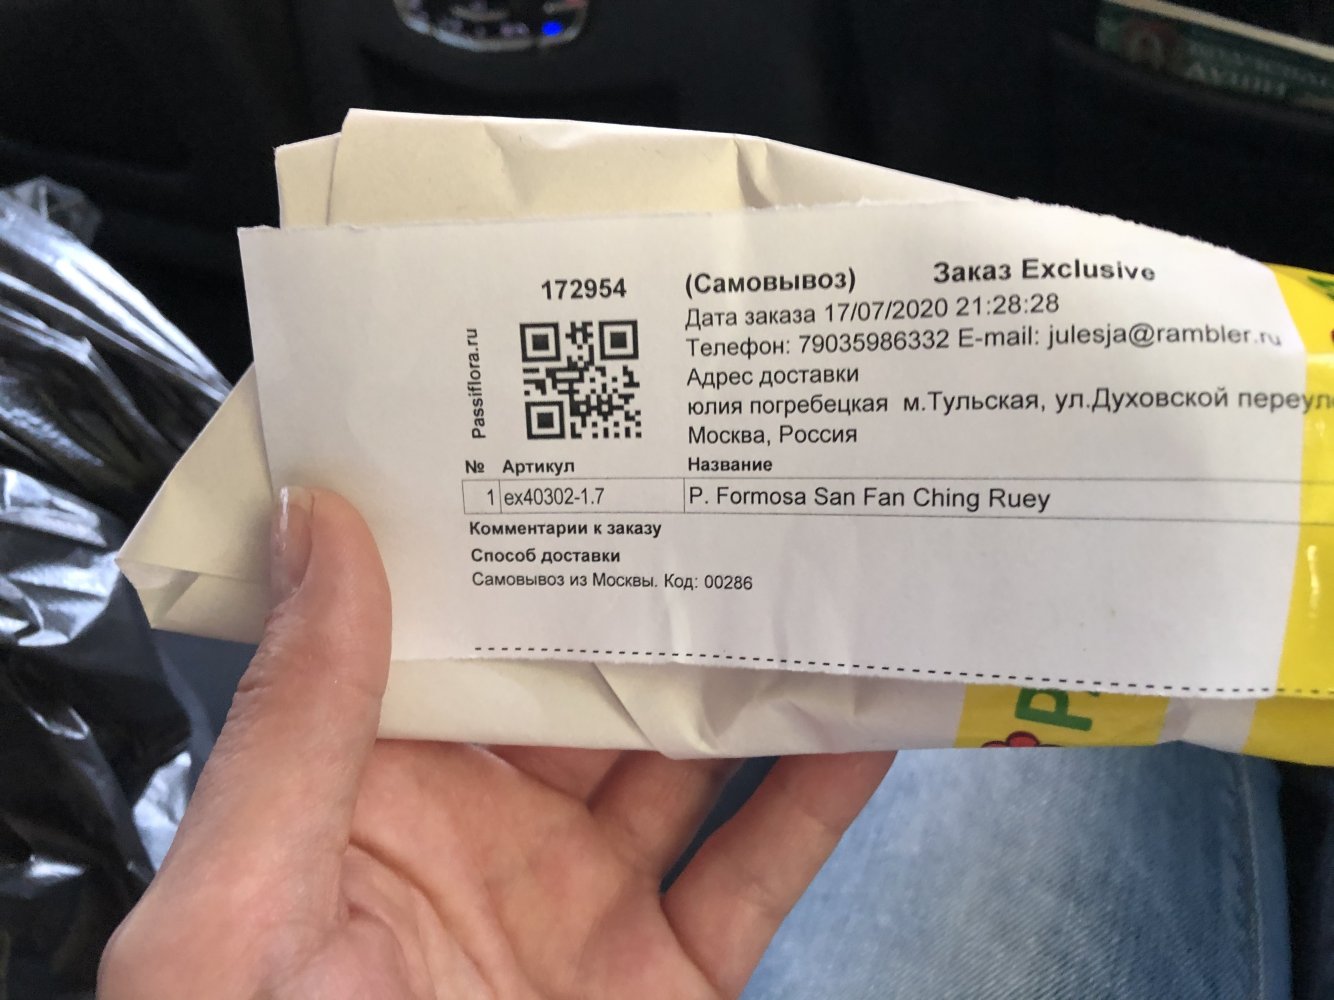 172954
(Самовывоз) Заказ Exclusive
Дата заказа 17/07/2020 21:28:28
Телефон: 79035986332 E-mail: julesja@rambler.ru
Адрес доставки
юлия погребецкая м.Тульская, ул.Духовской
Москва, Россия
Passiflora.ru
№ Артикул Название
1 ex40302-1.7 P. Formosa San Fan Ching Ruey
Комментарии к заказу
Способ доставки
Самовывоз из Москвы. Код: 00286